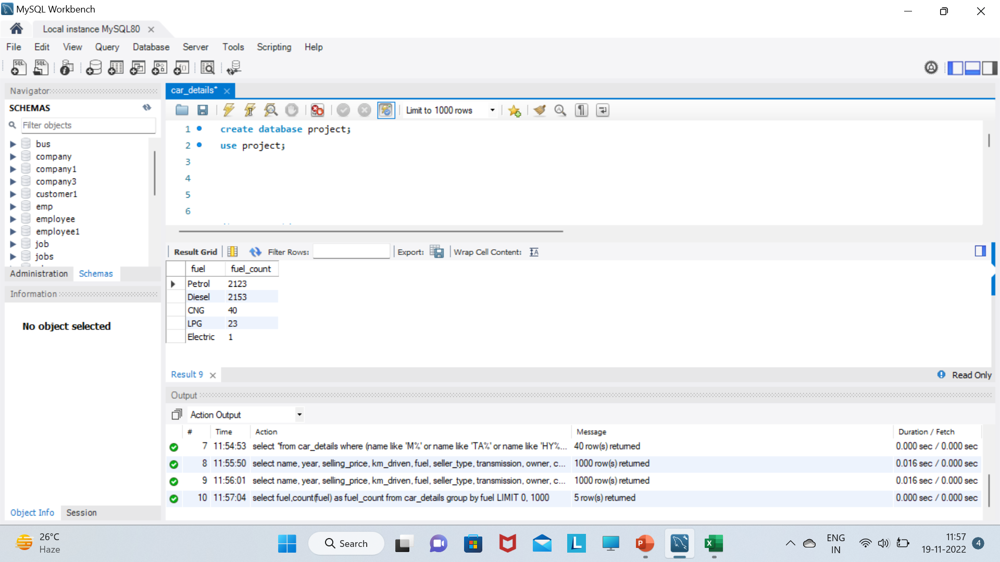 MySQL Workbench
Local instance MySQL80
File Edit View Query Database Server Tools Scripting Help
SQL SQL
Navigator
SCHEMAS
Filter objects
bus
company
company1
company3
customer1
emp
employee
employee1
job
jobs
Administration Schemas
Information
No object selected
Object Info Session
car_details*
Limit to 1000 rows
1 create database project;
2 use project;
3
4
5
6
Result Grid Filter Rows: Export: Wrap Cell Content:
fuel fuel_count
Petrol 2123
Diesel 2153
CNG 40
LPG 23
Electric 1
Result 9 Read Only
Output
Action Output
# Time Action Message Duration / Fetch
7 11:54:53 select *from car_details where (name like 'M%' or name like 'TA%' or name like 'HY%... 40 row(s) returned 0.000 sec / 0.000 sec
8 11:55:50 select name, year, selling_price, km_driven, fuel, seller_type, transmission, owner, c... 1000 row(s) returned 0.016 sec / 0.000 sec
9 11:56:01 select name, year, selling_price, km_driven, fuel, seller_type, transmission, owner, c... 1000 row(s) returned 0.016 sec / 0.000 sec
10 11:57:04 select fuel,count(fuel) as fuel_count from car_details group by fuel LIMIT 0, 1000 5 row(s) returned 0.000 sec / 0.000 sec
26°C
Haze
Search
L
P
X
ENG
IN
11:57
19-11-2022
4